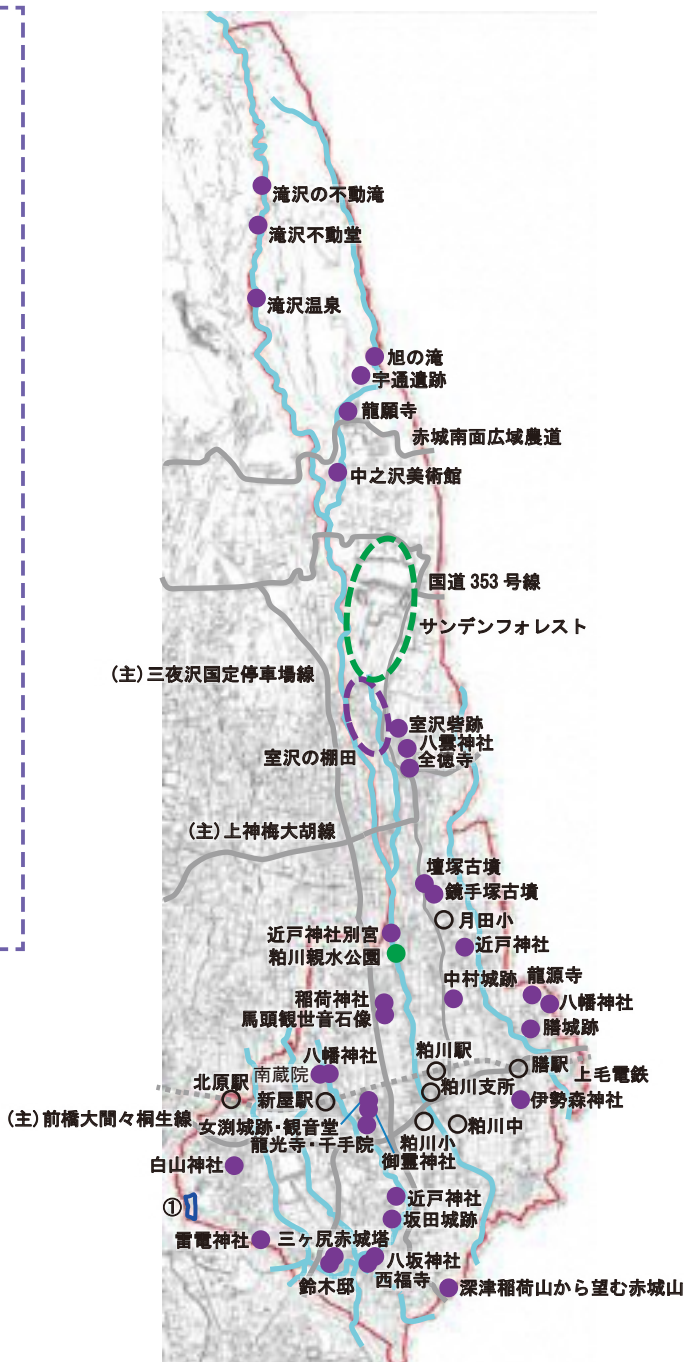 滝沢の不動滝
滝沢不動堂
滝沢温泉
旭の滝
宇通遺跡
龍願寺
赤城南面広域農道
中之沢美術館
国道353号線
サンデンフォレスト
(主)三夜沢国定停車場線
室沢砦跡
八雲神社
室沢の棚田
全徳寺
(主)上神梅大胡線
壇塚古墳
鏡手塚古墳
月田小
近戸神社別宮
近戸神社
粕川親水公園
中村城跡
龍源寺
稲荷神社
八幡神社
馬頭観世音石像
膳城跡
八幡神社
粕川駅
南蔵院
膳駅
上毛電鉄
北原駅
新屋駅
粕川支所
伊勢森神社
(主)前橋大間々桐生線
女渕城跡・観音堂
粕川小
粕川中
龍光寺・千手院
御霊神社
白山神社
近戸神社
①
坂田城跡
雷電神社
三ヶ尻赤城塔
八坂神社
鈴木邸
西福寺
深津稲荷山から望む赤城山